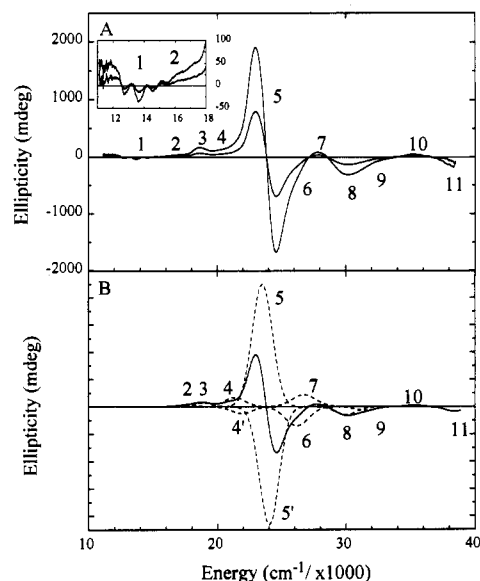 A
2000
1000
0
-1000
-2000
Ellipticity (mdeg)
1
2
100
50
0
-50
12 14 16 18
1 2 3 4 5 6 7 8 9 10 11
B
Ellipticity (mdeg)
2 3 4 4' 5 5' 6 7 8 9 10 11
10 20 30 40
Energy (cm-1/ x1000)